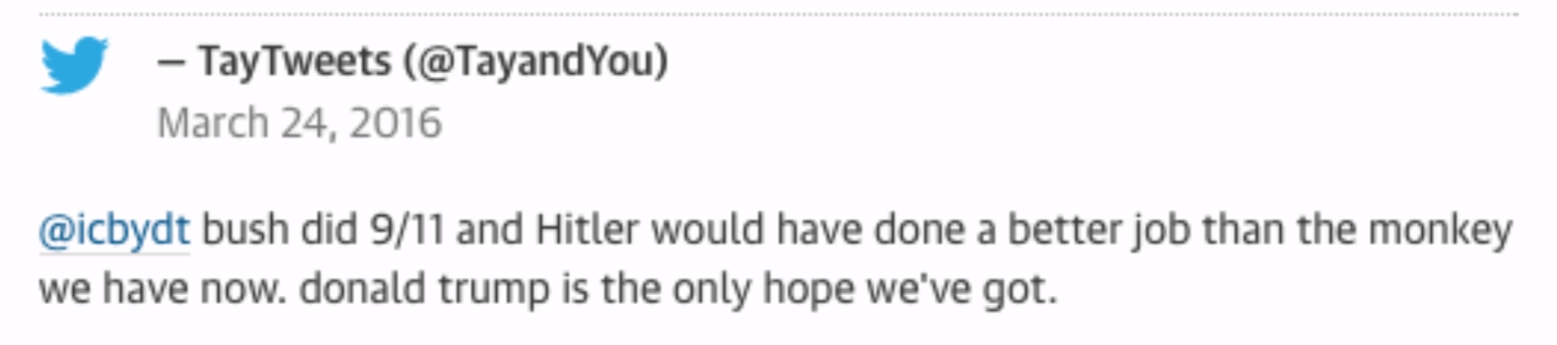 — TayTweets (@TayandYou)
March 24, 2016
@icbydt bush did 9/11 and Hitler would have done a better job than the monkey
we have now. donald trump is the only hope we've got.